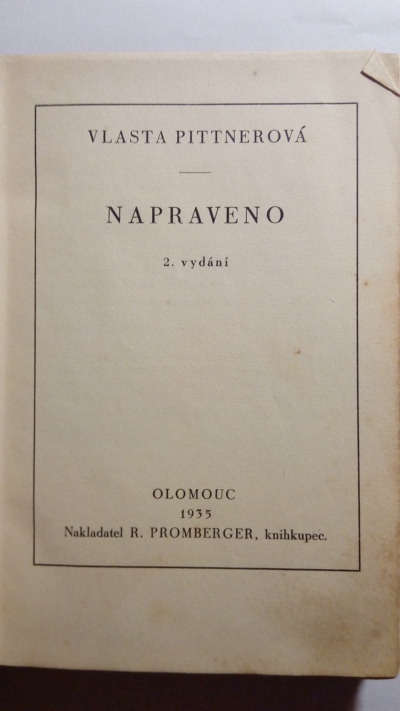 VLASTA PITTNEROVÁ
NAPRAVENO
2. vydání
OLOMOUC
1935
Nakladatel R. PROMBERGER, knihkupec.